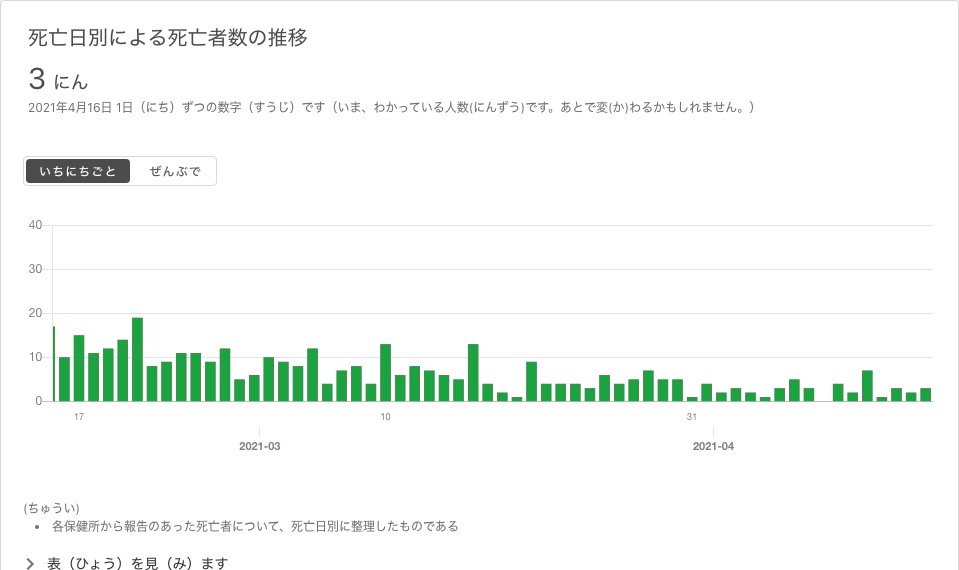 死亡日別による死亡者数の推移
3 にん
2021年4月16日 1日（にち）ずつの数字（すうじ）です（いま、わかっている人数(にんずう)です。あとで変(か)わるかもしれません。）
いちにちごと ぜんぶで
40
30
20
10
0
17 10 31
2021-03 2021-04
(ちゅうい)
• 各保健所から報告のあった死亡者について、死亡日別に整理したものである
表（ひょう）を見（み）ます